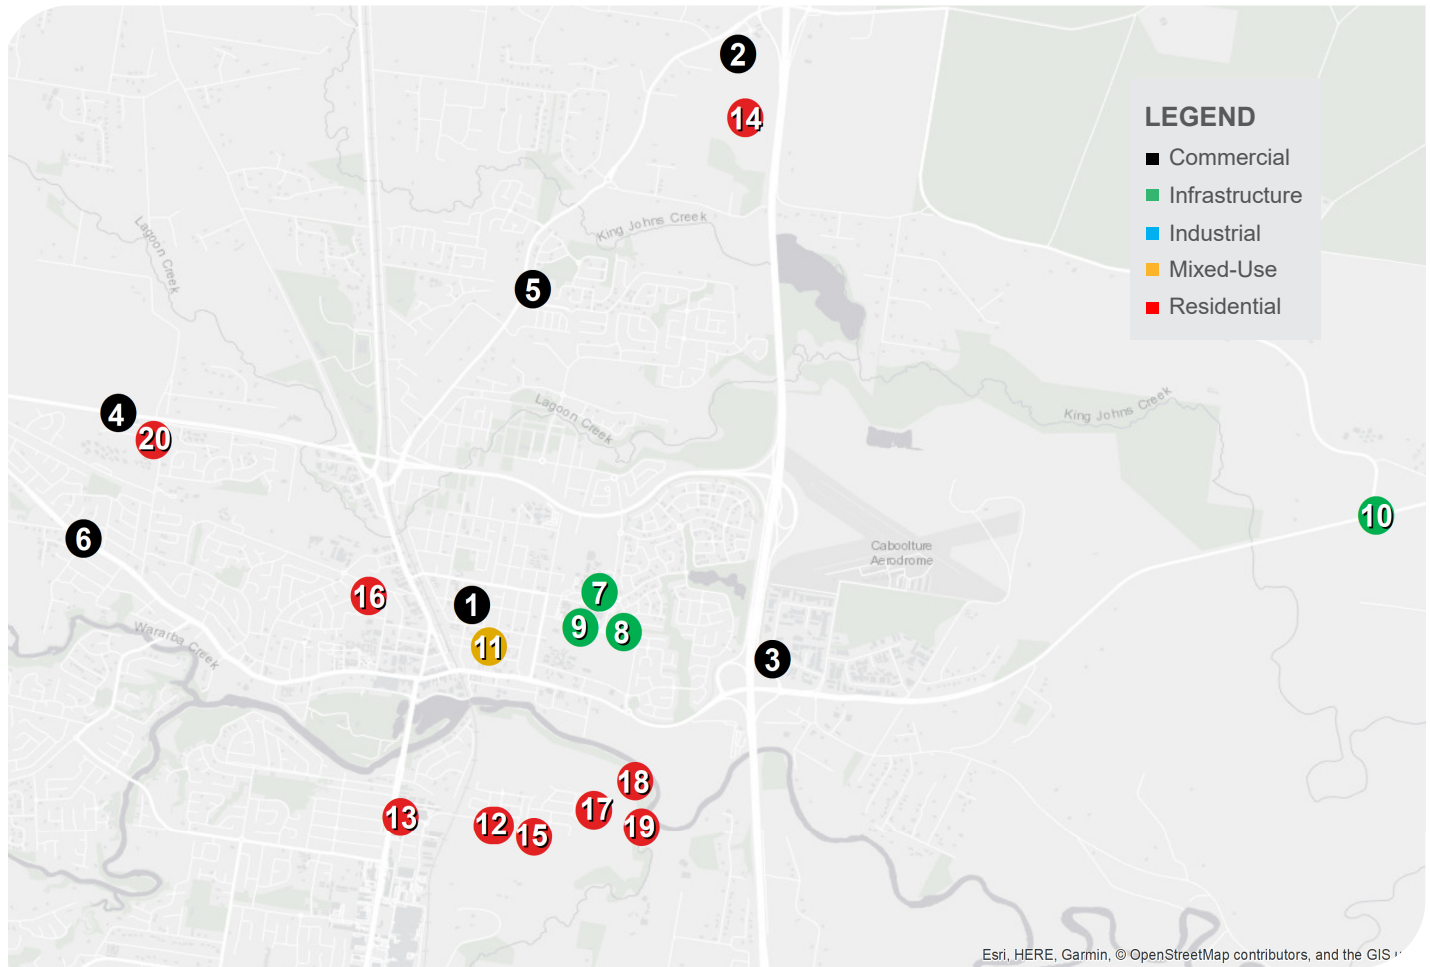 2
14
LEGEND
Commercial
Infrastructure
Industrial
Mixed-Use
Residential
King Johns Creek
Lagoon Creek
5
Lagoon Creek
King Johns Creek
4
20
10
6
Caboolture
Aerodrome
7
16
1
9
8
11
Wararba Creek
3
18
17
13
12
15
19
Esri, HERE, Garmin, © OpenStreetMap contributors, and the GIS